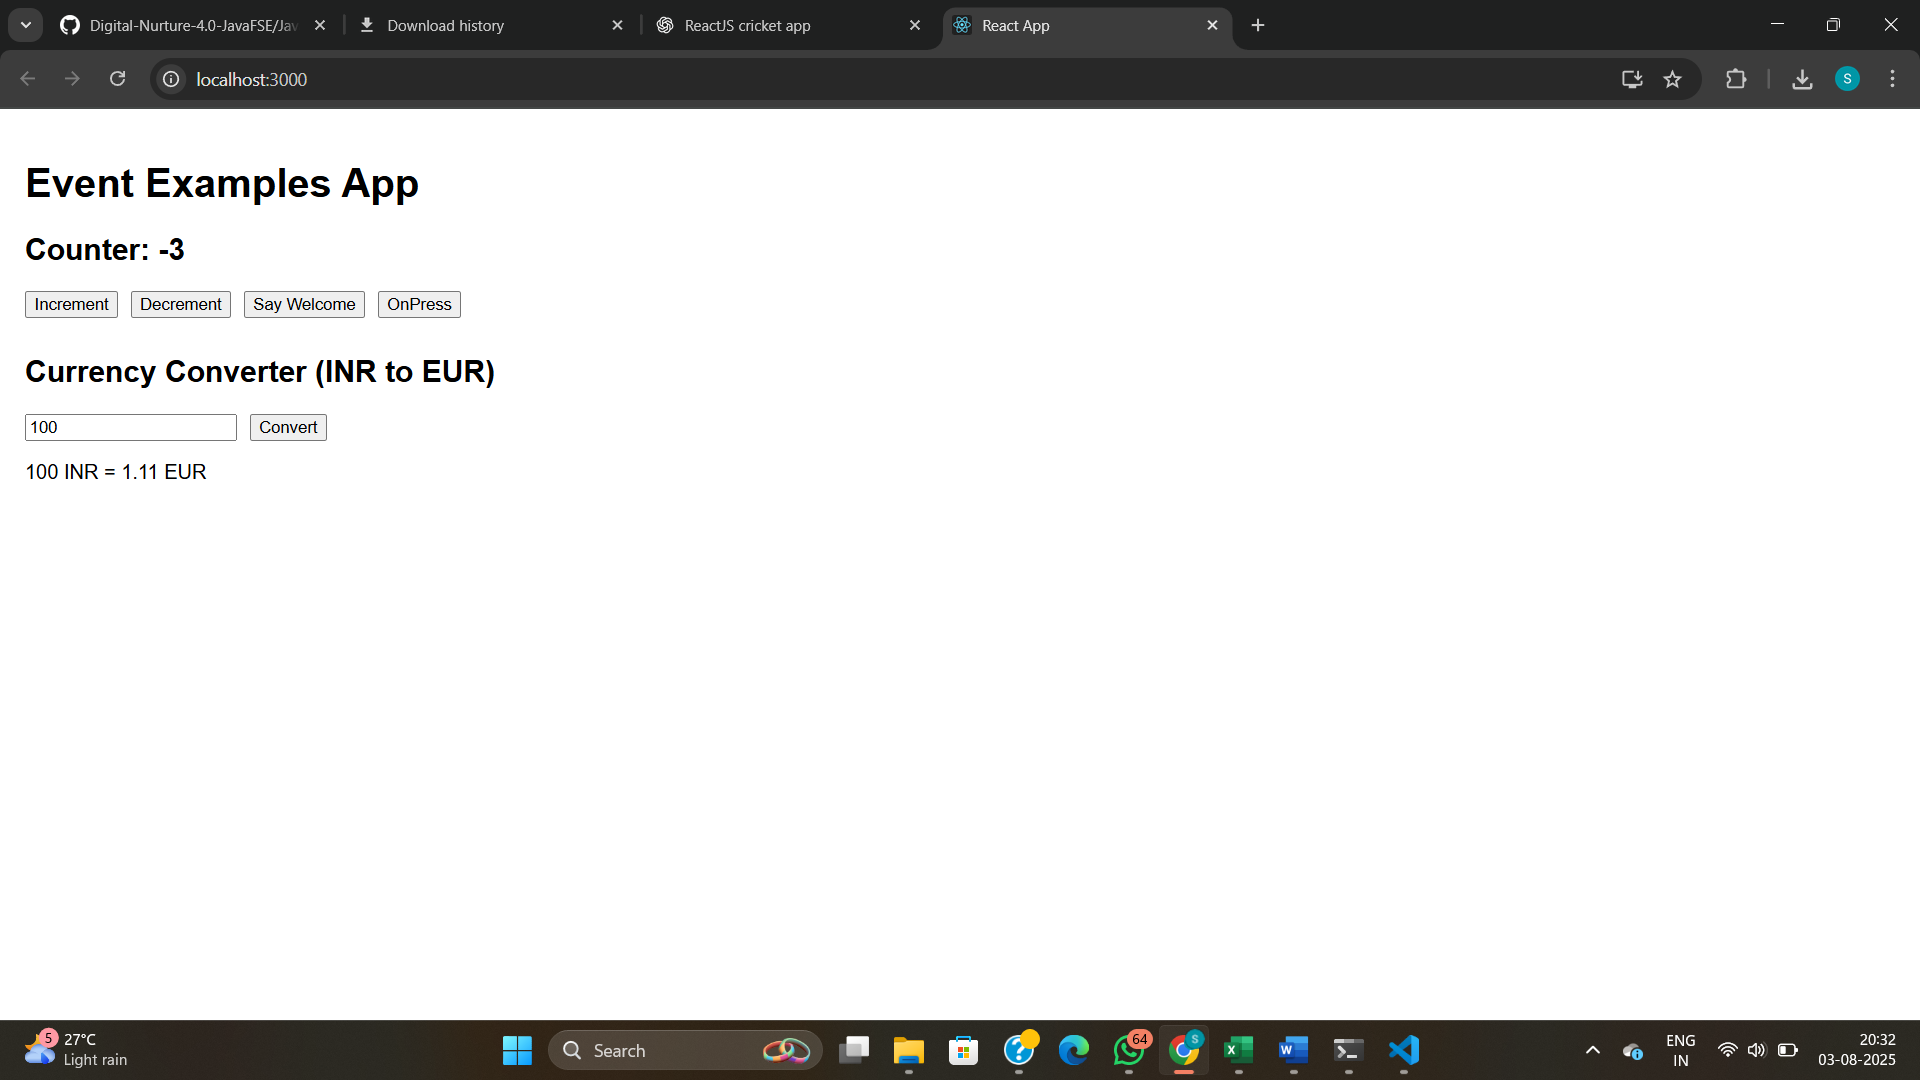 Digital-Nurture-4.0-JavaFSE/Jav
Download history
ReactJS cricket app
React App
localhost:3000
S
Event Examples App
Counter: -3
Increment Decrement Say Welcome OnPress
Currency Converter (INR to EUR)
100 Convert
100 INR = 1.11 EUR
5 27°C
Light rain
Search
64
S
ENG
IN
20:32
03-08-2025